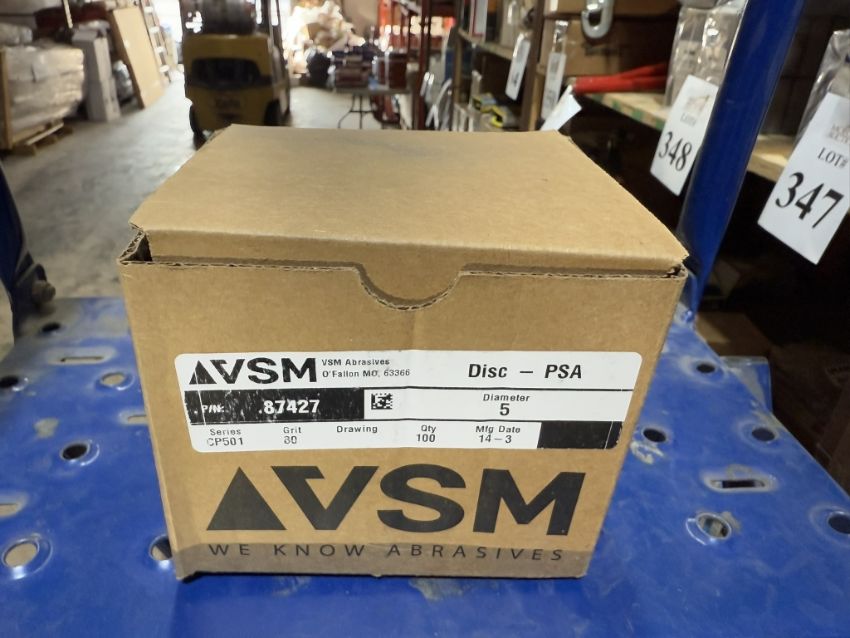 VSM
VSM Abrasives
O'Fallon MO, 63366
Disc - PSA
P/N: 87427
Diameter
5
Series Grit Drawing Qty Mfg Date
CP501 80 100 14-3
VSM
WE KNOW ABRASIVES
348
LOT#
347